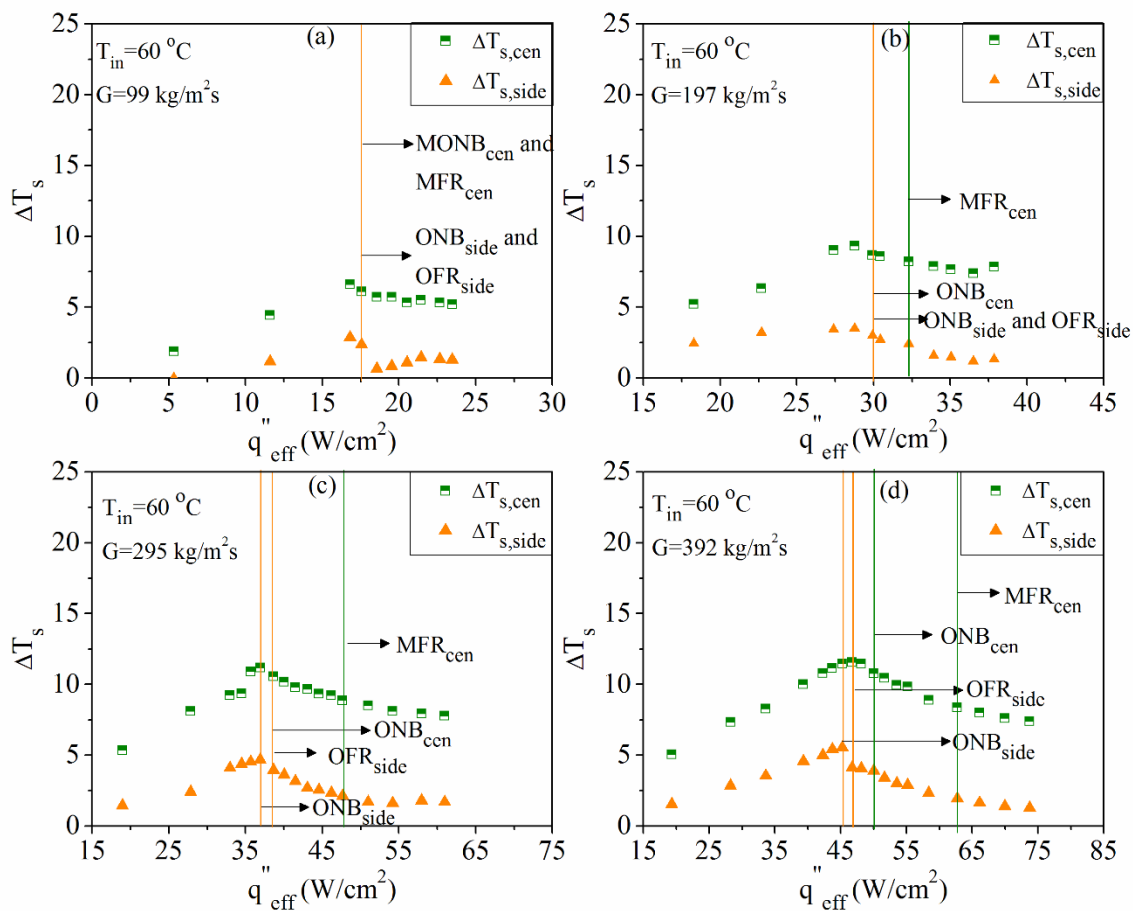 (a)
T_in=60 °C
G=99 kg/m²s
ΔT_s,cen
ΔT_s,side
MONB_cen and
MFR_cen
ONB_side and
OFR_side
ΔT_s
25
20
15
10
5
0
0 5 10 15 20 25 30
q''_eff (W/cm²)
(b)
T_in=60 °C
G=197 kg/m²s
ΔT_s,cen
ΔT_s,side
MFR_cen
ONB_cen
ONB_side and OFR_side
ΔT_s
25
20
15
10
5
0
15 20 25 30 35 40 45
q''_eff (W/cm²)
(c)
T_in=60 °C
G=295 kg/m²s
ΔT_s,cen
ΔT_s,side
MFR_cen
ONB_cen
OFR_side
ONB_side
ΔT_s
25
20
15
10
5
0
15 25 35 45 55 65 75
q''_eff (W/cm²)
(d)
T_in=60 °C
G=392 kg/m²s
ΔT_s,cen
ΔT_s,side
MFR_cen
ONB_cen
OFR_side
ONB_side
ΔT_s
25
20
15
10
5
0
15 25 35 45 55 65 75 85
q''_eff (W/cm²)